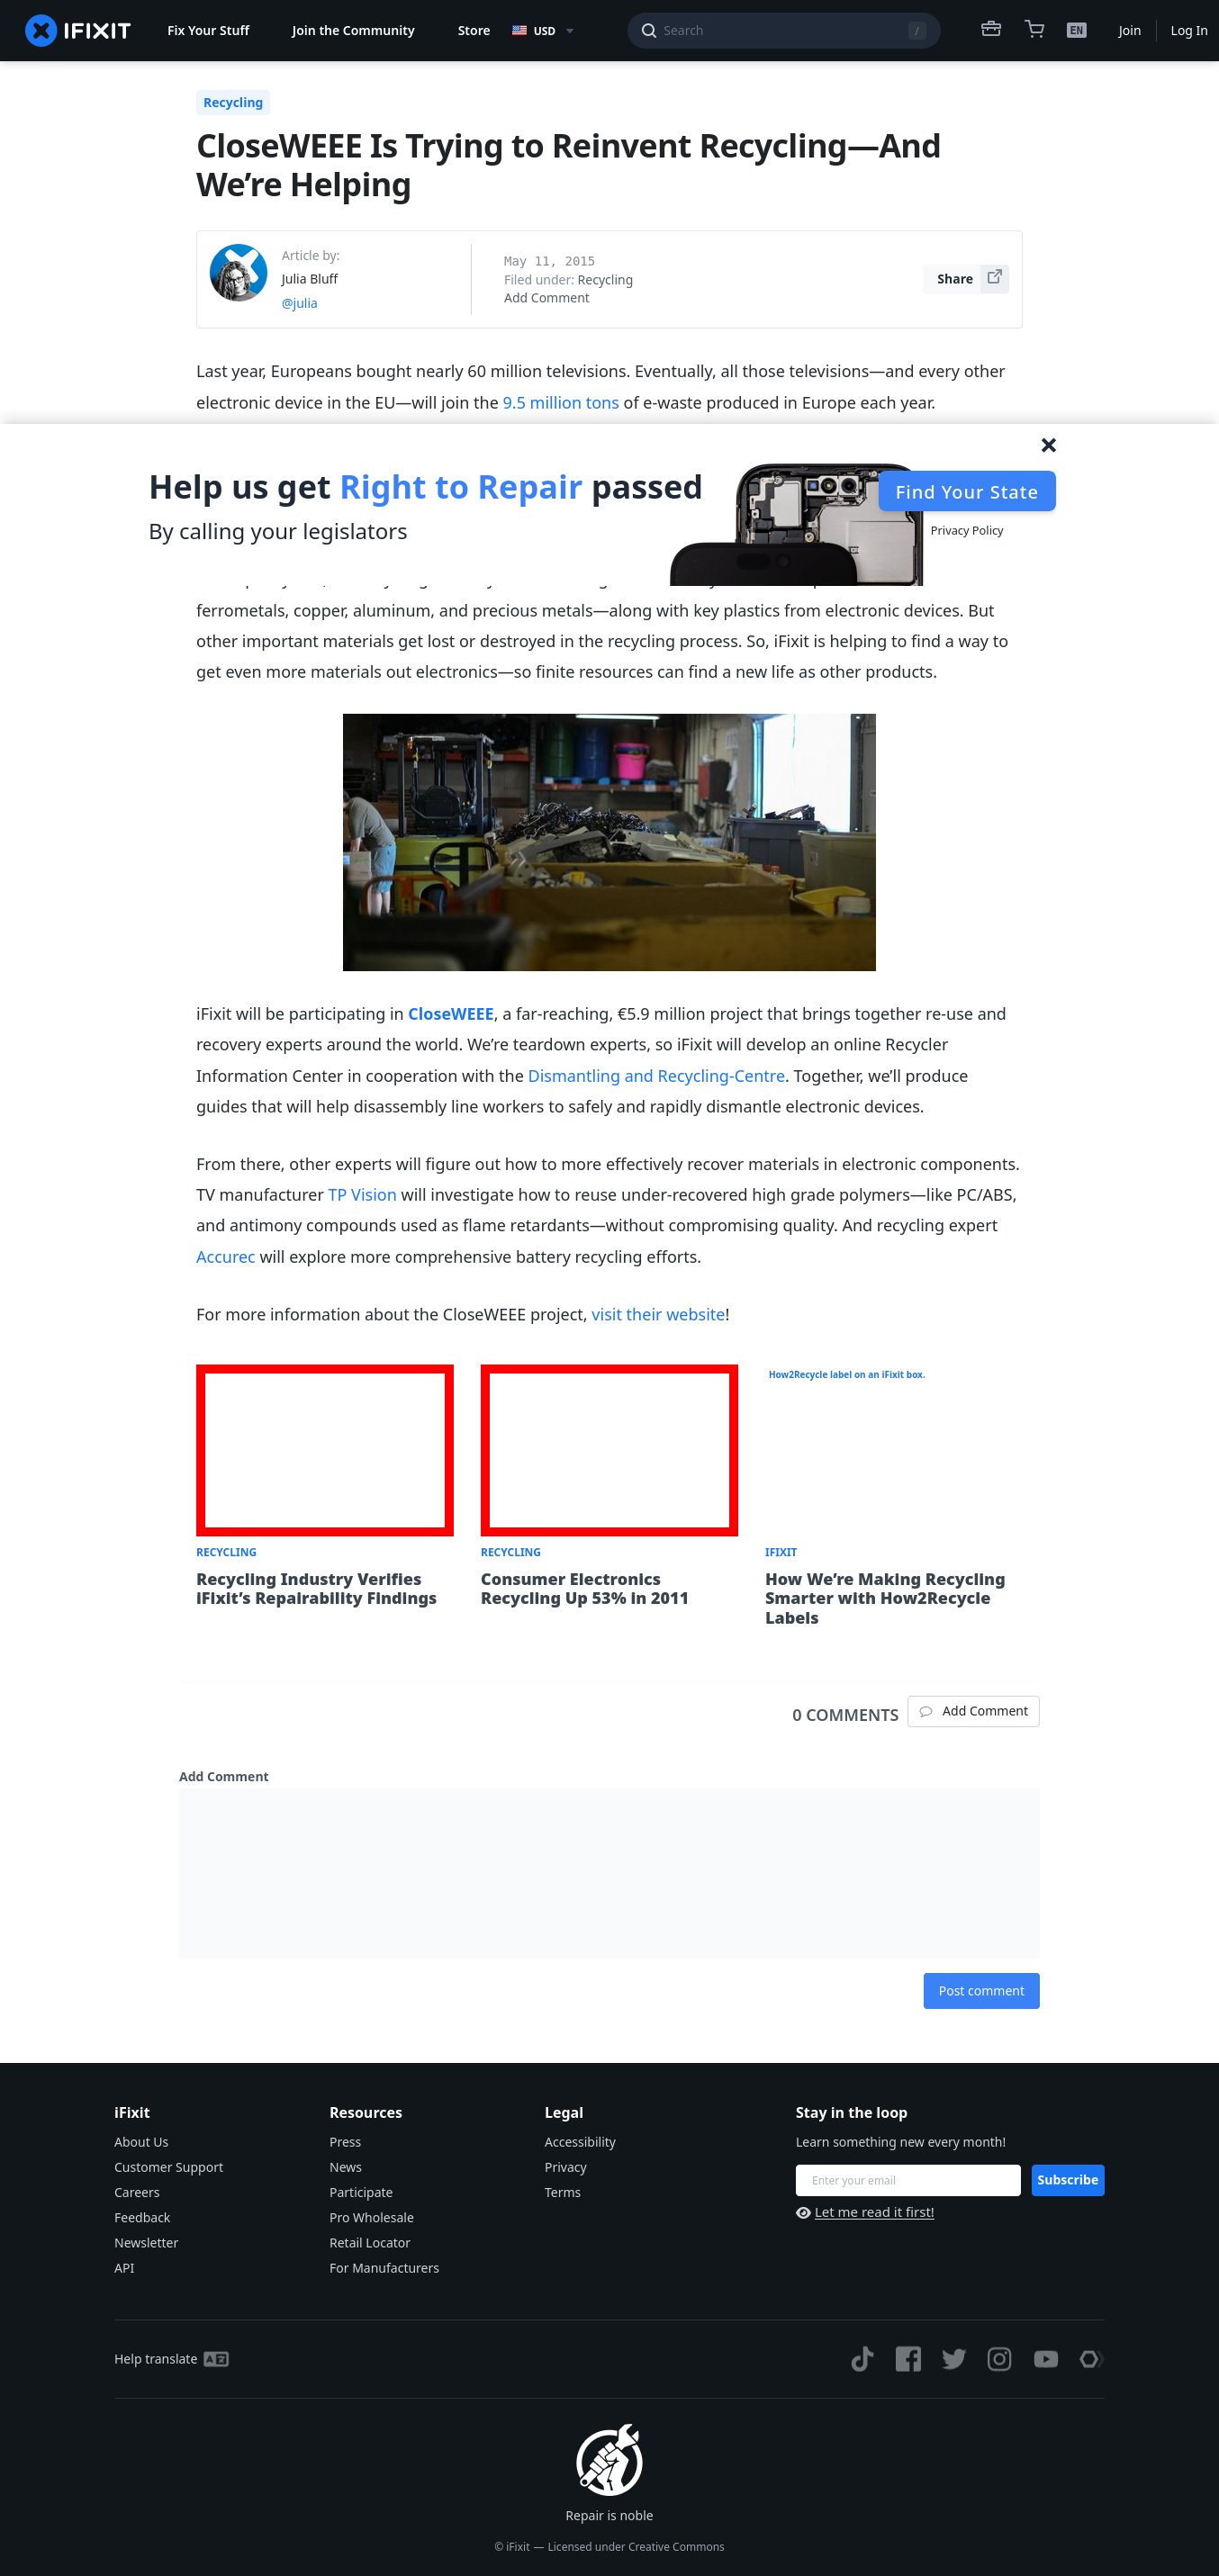 IFIXIT
Fix Your Stuff
Join the Community
Store
USD
Search
/
EN
Join
Log In
Recycling
CloseWEEE Is Trying to Reinvent Recycling—And
We’re Helping
Article by:
Julia Bluff
@julia
May 11, 2015
Filed under: Recycling
Add Comment
Share
Last year, Europeans bought nearly 60 million televisions. Eventually, all those televisions—and every other
electronic device in the EU—will join the 9.5 million tons of e-waste produced in Europe each year.
Help us get Right to Repair passed
By calling your legislators
Find Your State
Privacy Policy
ferrometals, copper, aluminum, and precious metals—along with key plastics from electronic devices. But
other important materials get lost or destroyed in the recycling process. So, iFixit is helping to find a way to
get even more materials out electronics—so finite resources can find a new life as other products.
iFixit will be participating in CloseWEEE, a far-reaching, €5.9 million project that brings together re-use and
recovery experts around the world. We’re teardown experts, so iFixit will develop an online Recycler
Information Center in cooperation with the Dismantling and Recycling-Centre. Together, we’ll produce
guides that will help disassembly line workers to safely and rapidly dismantle electronic devices.
From there, other experts will figure out how to more effectively recover materials in electronic components.
TV manufacturer TP Vision will investigate how to reuse under-recovered high grade polymers—like PC/ABS,
and antimony compounds used as flame retardants—without compromising quality. And recycling expert
Accurec will explore more comprehensive battery recycling efforts.
For more information about the CloseWEEE project, visit their website!
How2Recycle label on an iFixit box.
RECYCLING
Recycling Industry Verifies
iFixit’s Repairability Findings
RECYCLING
Consumer Electronics
Recycling Up 53% in 2011
IFIXIT
How We’re Making Recycling
Smarter with How2Recycle
Labels
0 COMMENTS
Add Comment
Add Comment
Post comment
iFixit
About Us
Customer Support
Careers
Feedback
Newsletter
API
Resources
Press
News
Participate
Pro Wholesale
Retail Locator
For Manufacturers
Legal
Accessibility
Privacy
Terms
Stay in the loop
Learn something new every month!
Enter your email
Subscribe
Let me read it first!
Help translate
Repair is noble
© iFixit — Licensed under Creative Commons